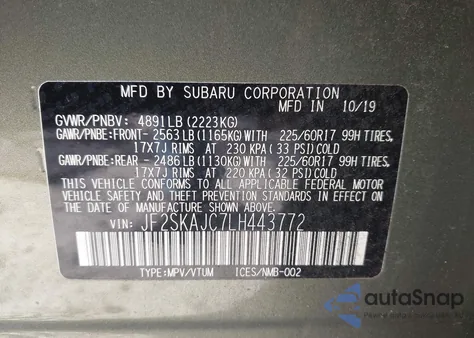 MFD BY SUBARU CORPORATION
GVWR/PNBV: 4891LB (2223KG) IN 10/19
GAWR/PNBE:FRONT- 2563LB (1165KG)WITH 225/60R17 99H TIRES,
17X7J RIMS AT 230 KPA (33 PSI) COLD
GAWR/PNBE:REAR - 2486LB (1130KG)WITH 225/60R17 99H TIRES,
17X7J RIMS AT 220 KPA (32 PSI) COLD
THIS VEHICLE CONFORMS TO ALL APPLICABLE FEDERAL MOTOR
VEHICLE SAFETY STANDARDS IN EFFECT ON THE DATE OF
MANUFACTURE SHOWN ABOVE.
VIN: JF2SKAJC7LH443772
TYPE:MPV/VTUM ICES/NMB-002
autoSnap